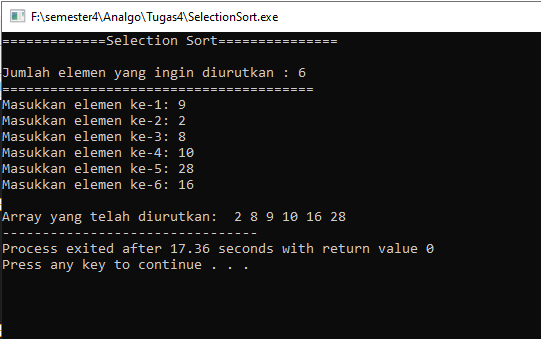 F:\semester4\Analgo\Tugas4\SelectionSort.exe
=============Selection Sort===============
Jumlah elemen yang ingin diurutkan : 6
=======================================
Masukkan elemen ke-1: 9
Masukkan elemen ke-2: 2
Masukkan elemen ke-3: 8
Masukkan elemen ke-4: 10
Masukkan elemen ke-5: 28
Masukkan elemen ke-6: 16
Array yang telah diurutkan:  2 8 9 10 16 28
--------------------------------
Process exited after 17.36 seconds with return value 0
Press any key to continue . . .